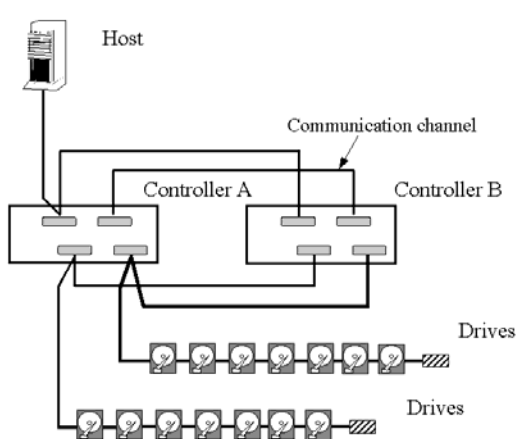 Host
Communication channel
Controller A
Controller B
Drives
Drives